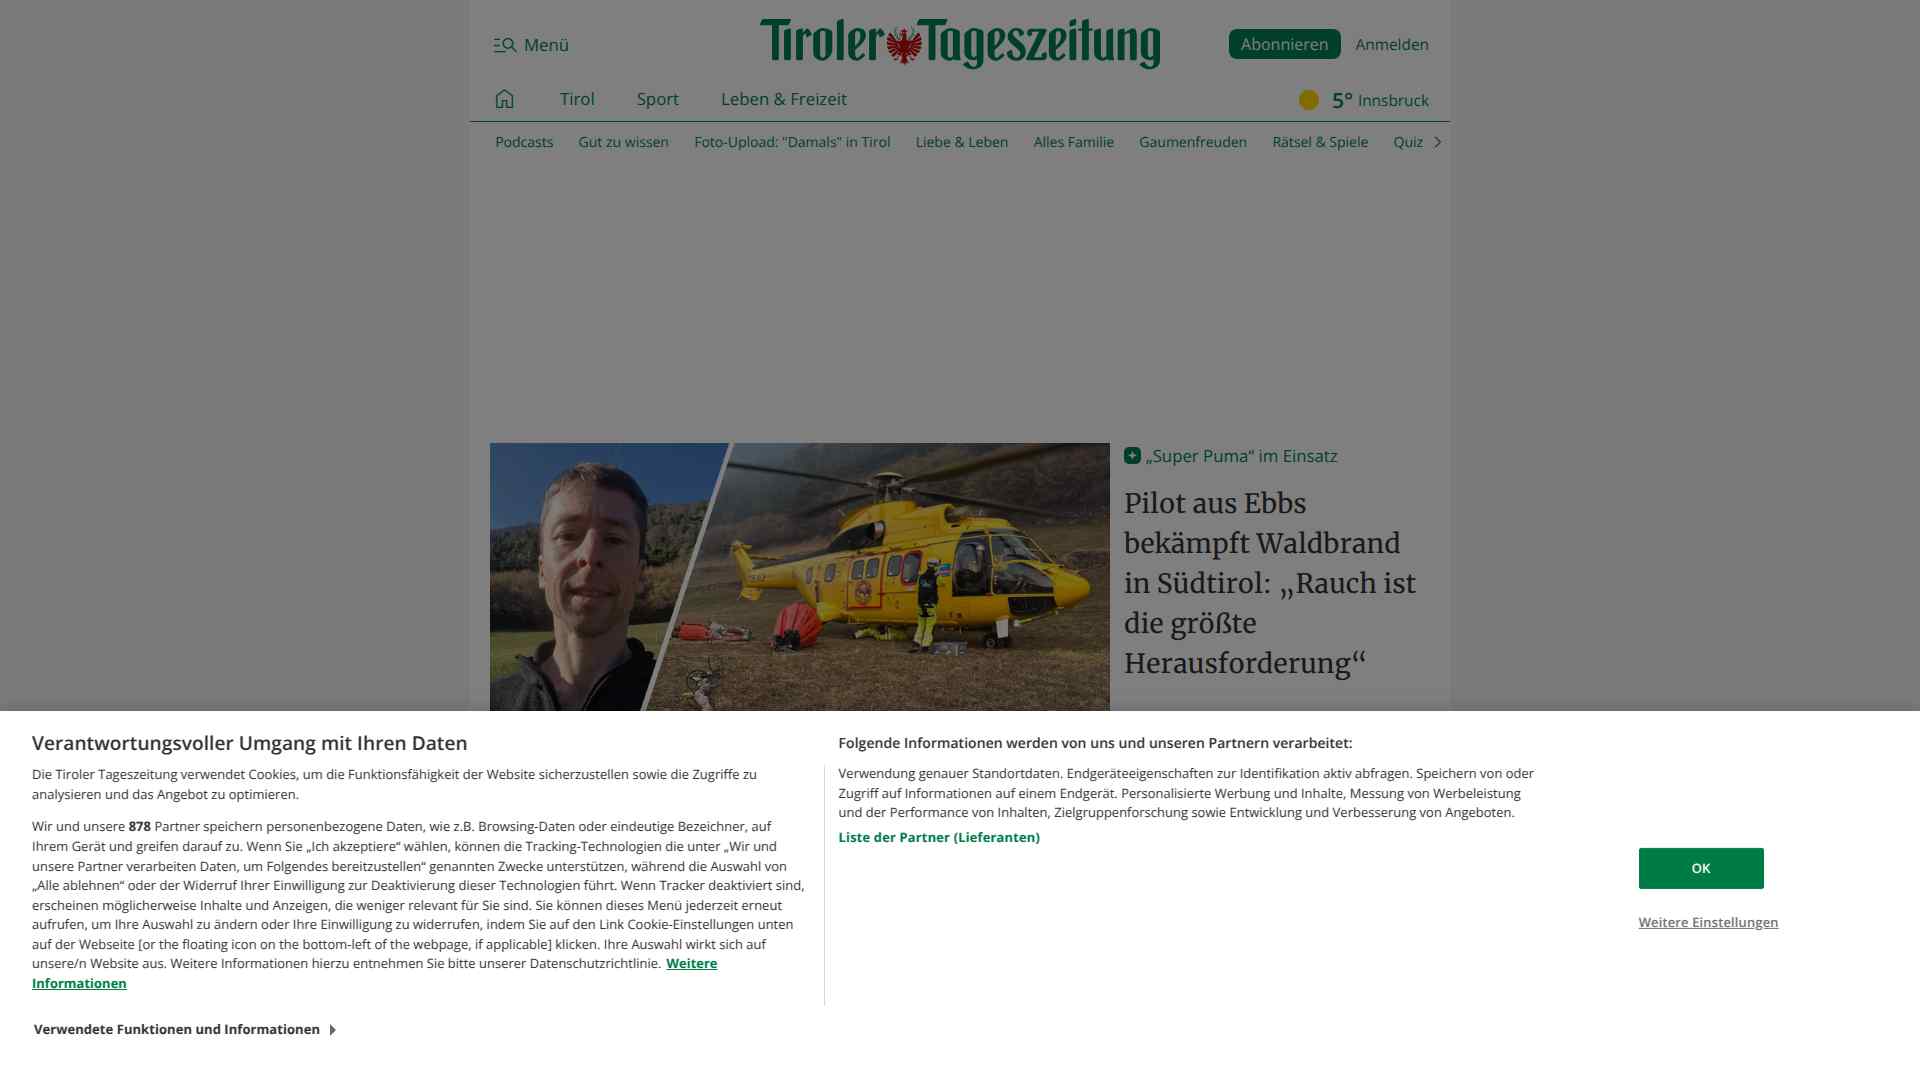 Menü
Tiroler Tageszeitung
Abonnieren
Anmelden
Tirol
Sport
Leben & Freizeit
5° Innsbruck
Podcasts
Gut zu wissen
Foto-Upload: "Damals" in Tirol
Liebe & Leben
Alles Familie
Gaumenfreuden
Rätsel & Spiele
Quiz
„Super Puma“ im Einsatz
Pilot aus Ebbs
bekämpft Waldbrand
in Südtirol: „Rauch ist
die größte
Herausforderung“
Verantwortungsvoller Umgang mit Ihren Daten
Die Tiroler Tageszeitung verwendet Cookies, um die Funktionsfähigkeit der Website sicherzustellen sowie die Zugriffe zu
analysieren und das Angebot zu optimieren.
Wir und unsere 878 Partner speichern personenbezogene Daten, wie z.B. Browsing-Daten oder eindeutige Bezeichner, auf
Ihrem Gerät und greifen darauf zu. Wenn Sie „Ich akzeptiere“ wählen, können die Tracking-Technologien die unter „Wir und
unsere Partner verarbeiten Daten, um Folgendes bereitzustellen“ genannten Zwecke unterstützen, während die Auswahl von
„Alle ablehnen“ oder der Widerruf Ihrer Einwilligung zur Deaktivierung dieser Technologien führt. Wenn Tracker deaktiviert sind,
erscheinen möglicherweise Inhalte und Anzeigen, die weniger relevant für Sie sind. Sie können dieses Menü jederzeit erneut
aufrufen, um Ihre Auswahl zu ändern oder Ihre Einwilligung zu widerrufen, indem Sie auf den Link Cookie-Einstellungen unten
auf der Webseite [or the floating icon on the bottom-left of the webpage, if applicable] klicken. Ihre Auswahl wirkt sich auf
unsere/n Website aus. Weitere Informationen hierzu entnehmen Sie bitte unserer Datenschutzrichtlinie. Weitere
Informationen
Verwendete Funktionen und Informationen
Folgende Informationen werden von uns und unseren Partnern verarbeitet:
Verwendung genauer Standortdaten. Endgeräteeigenschaften zur Identifikation aktiv abfragen. Speichern von oder
Zugriff auf Informationen auf einem Endgerät. Personalisierte Werbung und Inhalte, Messung von Werbeleistung
und der Performance von Inhalten, Zielgruppenforschung sowie Entwicklung und Verbesserung von Angeboten.
Liste der Partner (Lieferanten)
OK
Weitere Einstellungen